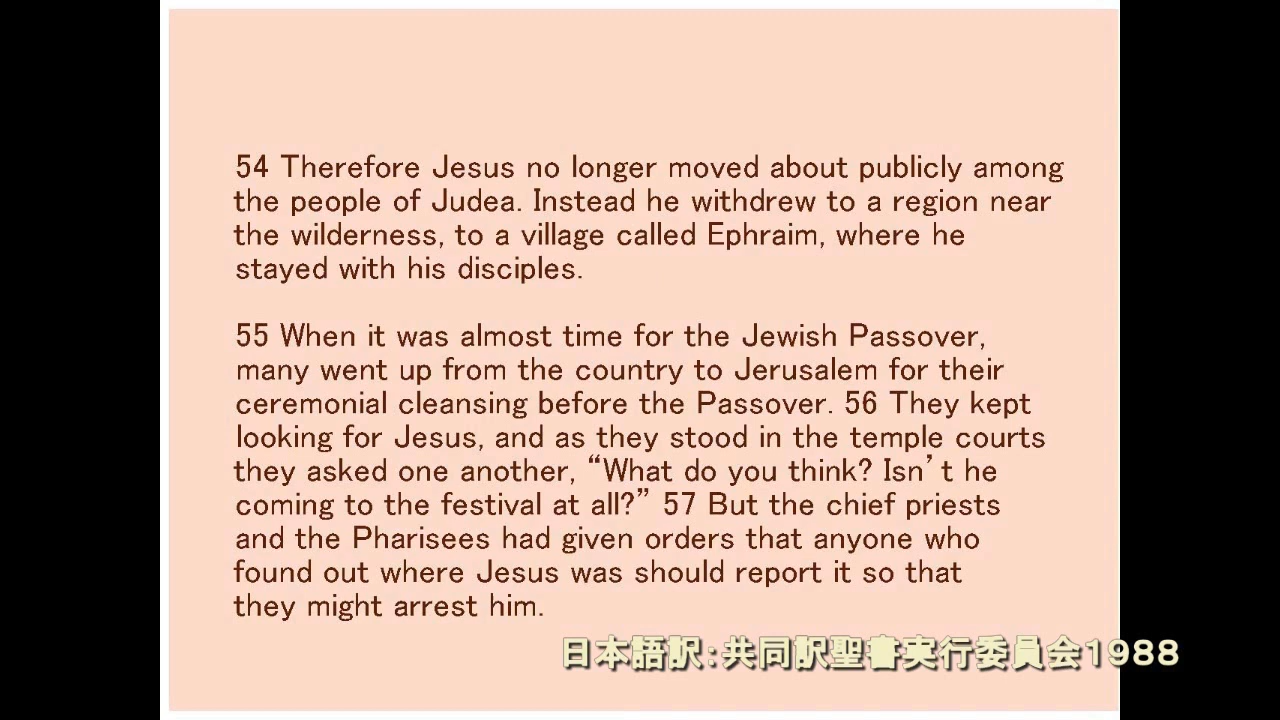 54 Therefore Jesus no longer moved about publicly among
the people of Judea. Instead he withdrew to a region near
the wilderness, to a village called Ephraim, where he
stayed with his disciples.
55 When it was almost time for the Jewish Passover,
many went up from the country to Jerusalem for their
ceremonial cleansing before the Passover. 56 They kept
looking for Jesus, and as they stood in the temple courts
they asked one another, “What do you think? Isn’t he
coming to the festival at all?” 57 But the chief priests
and the Pharisees had given orders that anyone who
found out where Jesus was should report it so that
they might arrest him.
日本語訳：共同訳聖書実行委員会1988